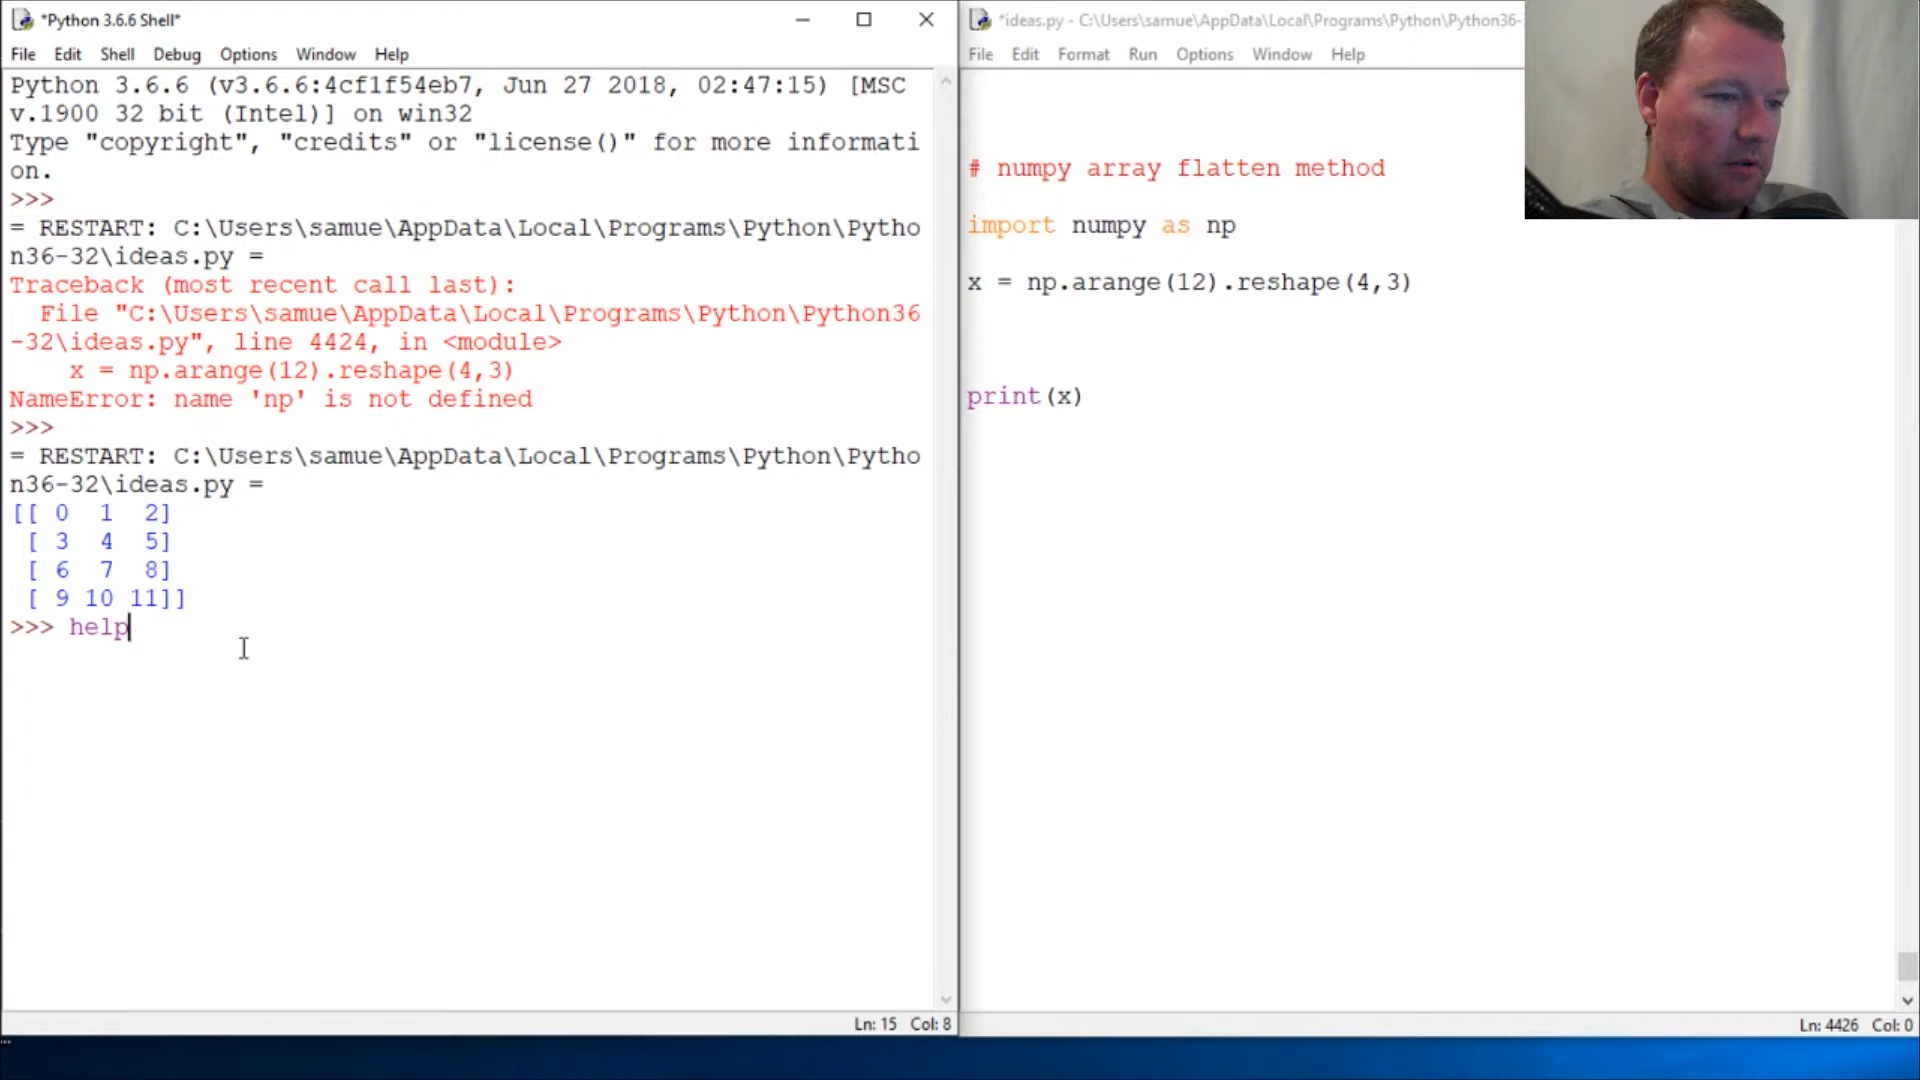 *Python 3.6.6 Shell*
File Edit Shell Debug Options Window Help
Python 3.6.6 (v3.6.6:4cf1f54eb7, Jun 27 2018, 02:47:15) [MSC
v.1900 32 bit (Intel)] on win32
Type "copyright", "credits" or "license()" for more informati
on.
>>>
= RESTART: C:\Users\samue\AppData\Local\Programs\Python\Pytho
n36-32\ideas.py =
Traceback (most recent call last):
  File "C:\Users\samue\AppData\Local\Programs\Python\Python36
-32\ideas.py", line 4424, in <module>
    x = np.arange(12).reshape(4,3)
NameError: name 'np' is not defined
>>>
= RESTART: C:\Users\samue\AppData\Local\Programs\Python\Pytho
n36-32\ideas.py =
[[ 0  1  2]
 [ 3  4  5]
 [ 6  7  8]
 [ 9 10 11]]
>>> help
Ln: 15 Col: 8
*ideas.py - C:\Users\samue\AppData\Local\Programs\Python\Python36-
File Edit Format Run Options Window Help
# numpy array flatten method
import numpy as np
x = np.arange(12).reshape(4,3)
print(x)
Ln: 4426 Col: 0